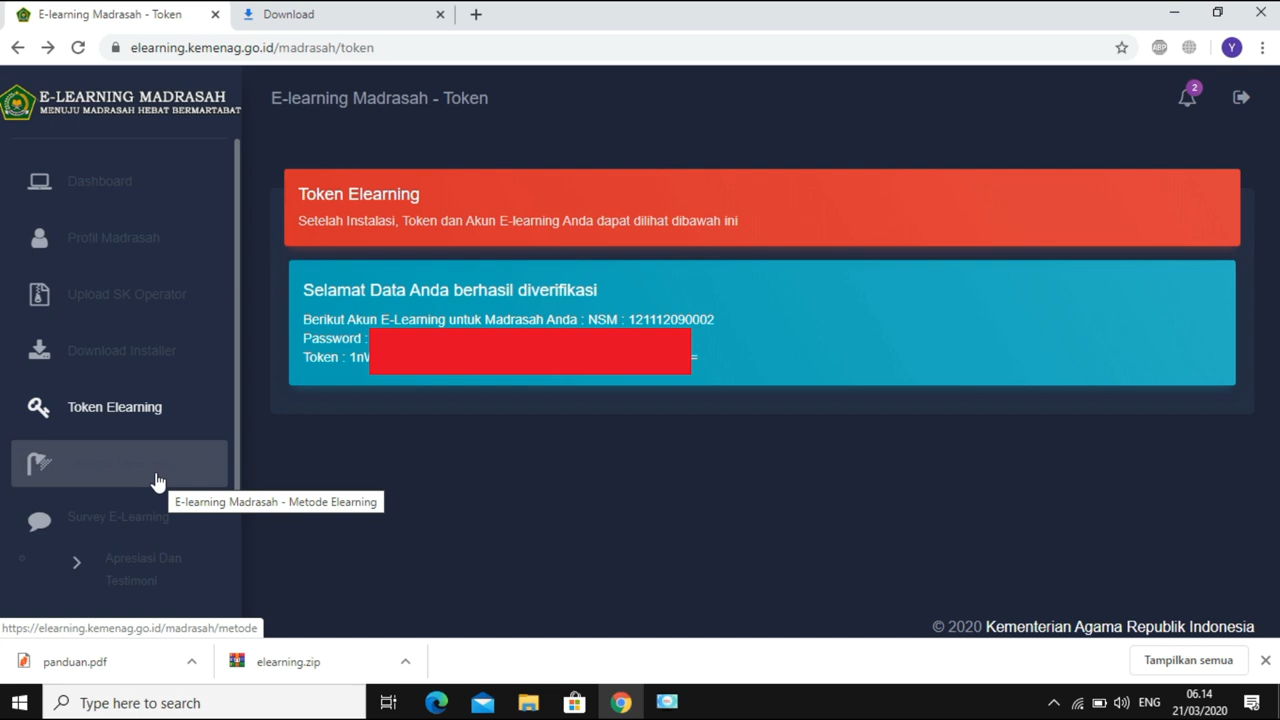 E-learning Madrasah - Token
Download
elearning.kemenag.go.id/madrasah/token
ABP
Y
E-LEARNING MADRASAH
MENUJU MADRASAH HEBAT BERMARTABAT
E-learning Madrasah - Token
2
Dashboard
Profil Madrasah
Upload SK Operator
Download Installer
Token Elearning
Survey E-Learning
Apresiasi Dan
Testimoni
Token Elearning
Setelah Instalasi, Token dan Akun E-learning Anda dapat dilihat dibawah ini
Selamat Data Anda berhasil diverifikasi
Berikut Akun E-Learning untuk Madrasah Anda : NSM : 121112090002
Password :
Token : 1n =
E-learning Madrasah - Metode Elearning
© 2020 Kementerian Agama Republik Indonesia
https://elearning.kemenag.go.id/madrasah/metode
panduan.pdf
elearning.zip
Tampilkan semua
Type here to search
ENG
06.14
21/03/2020